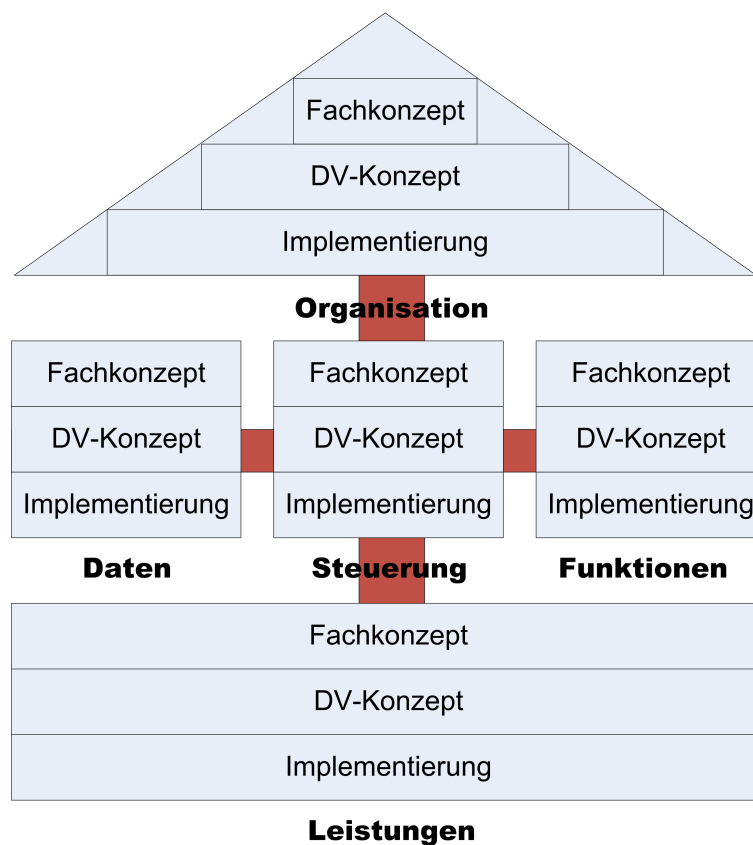 Fachkonzept
DV-Konzept
Implementierung
Organisation
Fachkonzept
DV-Konzept
Implementierung
Daten
Fachkonzept
DV-Konzept
Implementierung
Steuerung
Fachkonzept
DV-Konzept
Implementierung
Funktionen
Fachkonzept
DV-Konzept
Implementierung
Leistungen